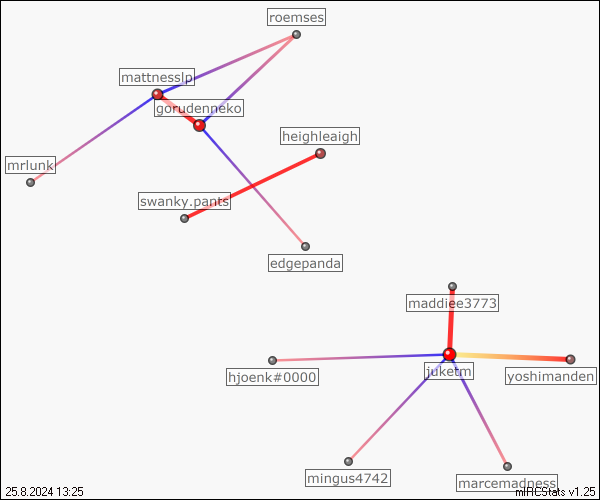 roemses
mattnesslp
gorudenneko
heighleaigh
mrlunk
swanky.pants
edgepanda
maddiee3773
juketm
hjoenk#0000
yoshimanden
mingus4742
marcemadness
25.8.2024 13:25
mIRCStats v1.25